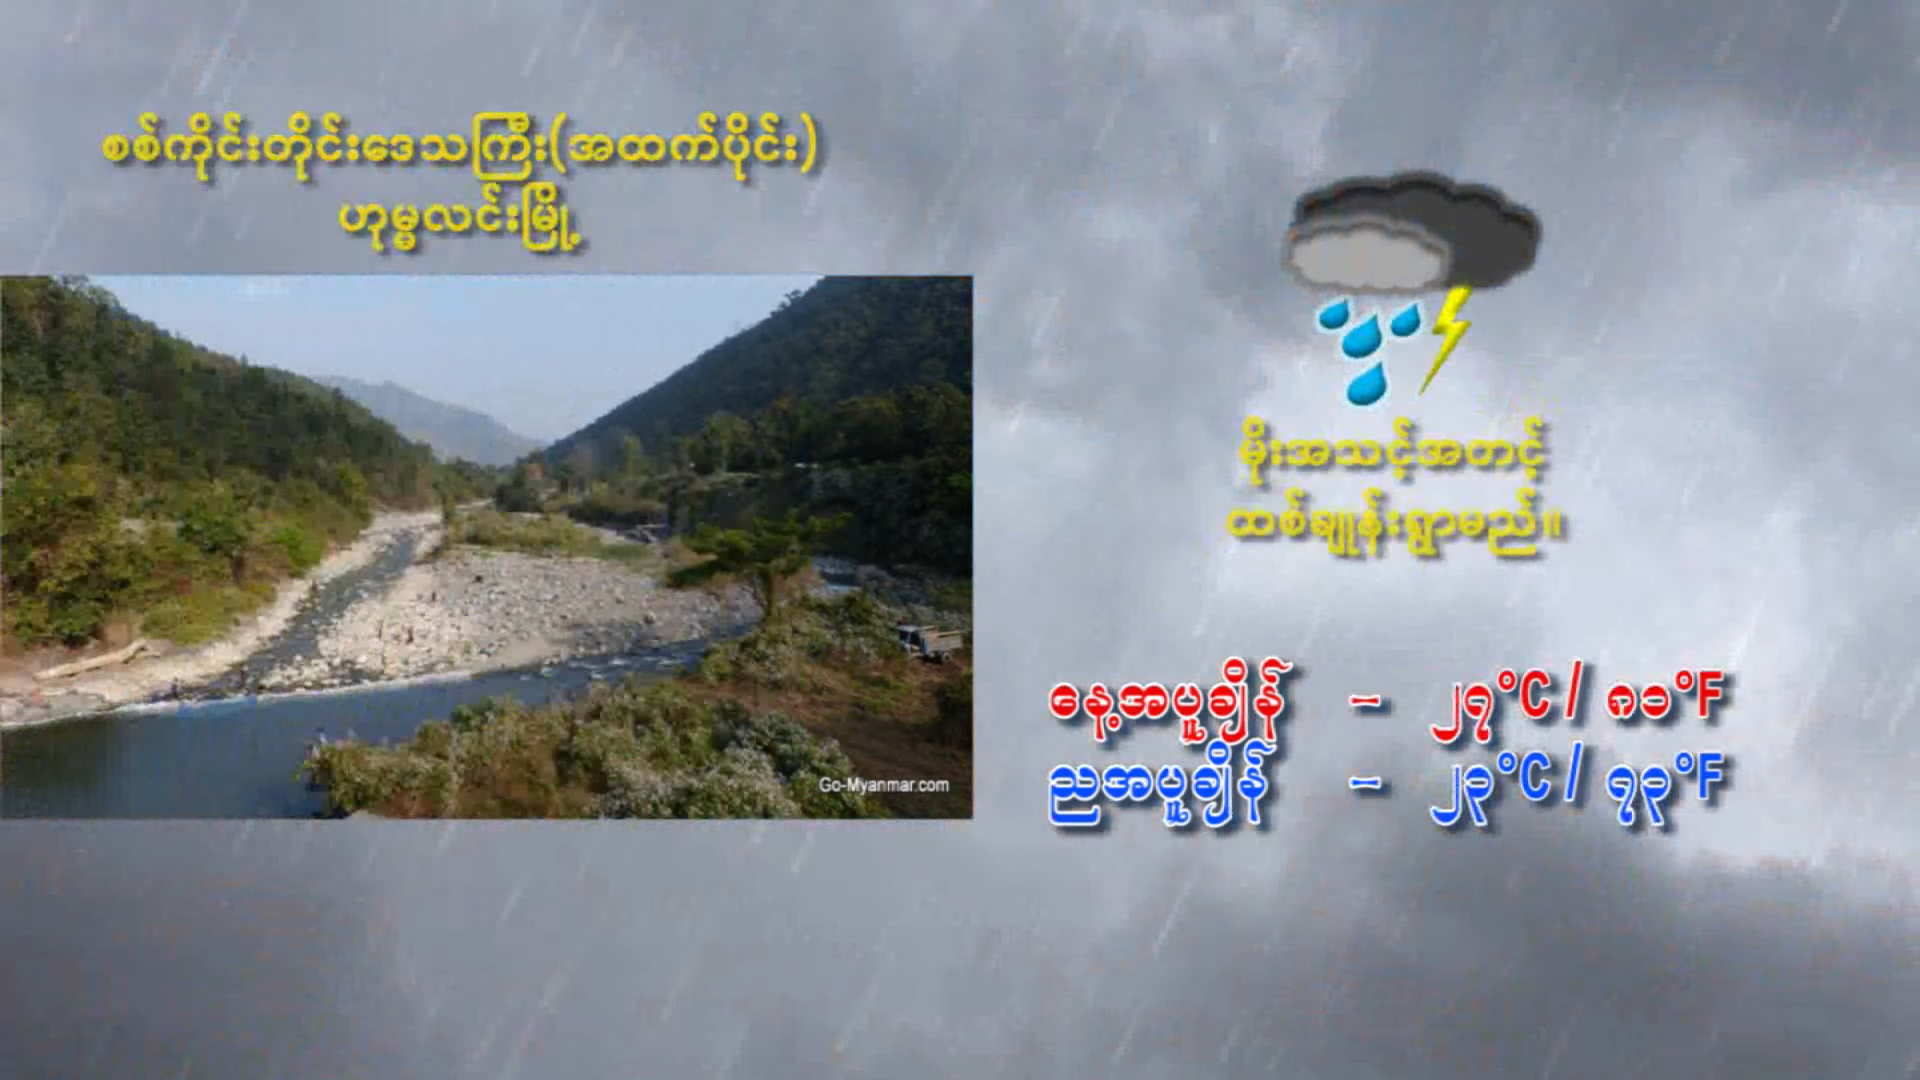 စစ်ကိုင်းတိုင်းဒေသကြီး(အထက်ပိုင်း)
ဟုမ္မလင်းမြို့
မိုးအသင့်အတင့်
ထစ်ချုန်းရွာမည်။
နေ့အပူချိန် - ၂၇°C / ၈၁°F
ညအပူချိန် - ၂၃°C / ၇၃°F
Go-Myanmar.com